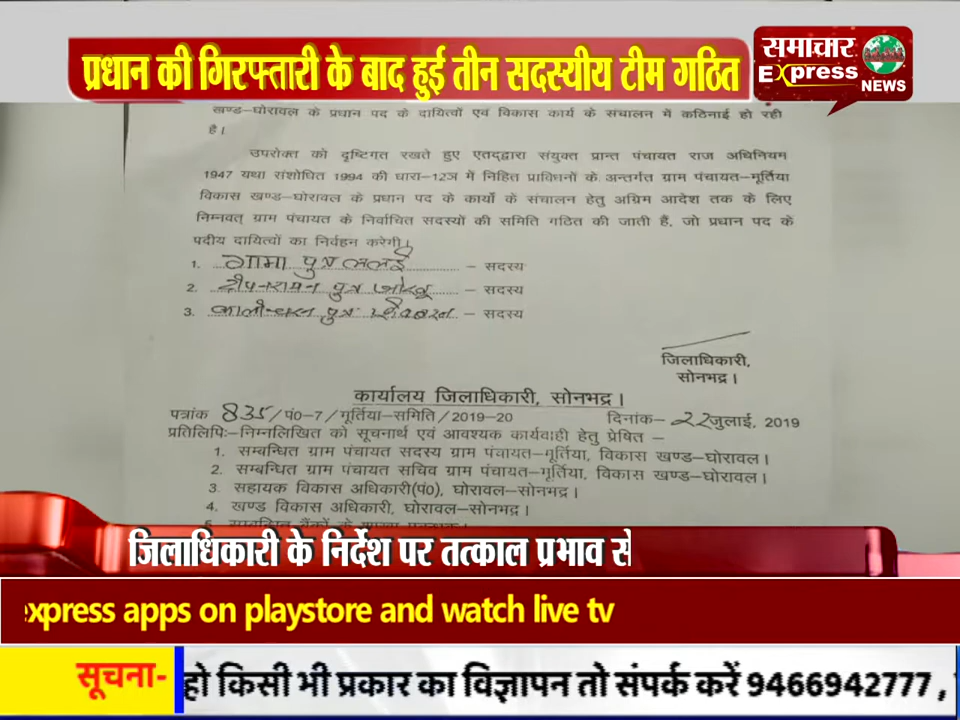 प्रधान की गिरफ्तारी के बाद हुई तीन सदस्यीय टीम गठित
समाचार
Express
NEWS
खण्ड-घोरावल के प्रधान पद के दायित्वों एवं विकास कार्य के संचालन में कठिनाई हो रही
है।
उपरोक्त को दृष्टिगत रखते हुए एतद्द्वारा संयुक्त प्रान्त पंचायत राज अधिनियम
1947 यथा संशोधित 1994 की धारा-12ञ में निहित प्राविधनों के अन्तर्गत ग्राम पंचायत-मूर्तिया
विकास खण्ड-घोरावल के प्रधान पद के कार्यो के संचालन हेतु अग्रिम आदेश तक के लिए
निम्नवत् ग्राम पंचायत के निर्वाचित सदस्यों की समिति गठित की जाती हैं, जो प्रधान पद के
पदीय दायित्वों का निर्वहन करेगी।
1. गामा पुत्र ललई - सदस्य
2. पुत्र - सदस्य
3. पुत्र - सदस्य
जिलाधिकारी,
सोनभद्र।
कार्यालय जिलाधिकारी, सोनभद्र।
पत्रांक 835/पं0-7/मूर्तिया-समिति/2019-20 दिनांक-22जुलाई, 2019
प्रतिलिपि:-निम्नलिखित को सूचनार्थ एवं आवश्यक कार्यवाही हेतु प्रेषित -
1. सम्बन्धित ग्राम पंचायत सदस्य ग्राम पंचायत-मूर्तिया, विकास खण्ड-घोरावल।
2. सम्बन्धित ग्राम पंचायत सचिव ग्राम पंचायत-मूर्तिया, विकास खण्ड-घोरावल।
3. सहायक विकास अधिकारी(पं0), घोरावल-सोनभद्र।
4. खण्ड विकास अधिकारी, घोरावल-सोनभद्र।
जिलाधिकारी के निर्देश पर तत्काल प्रभाव से
express apps on playstore and watch live tv
सूचना- हो किसी भी प्रकार का विज्ञापन तो संपर्क करें 9466942777 ,